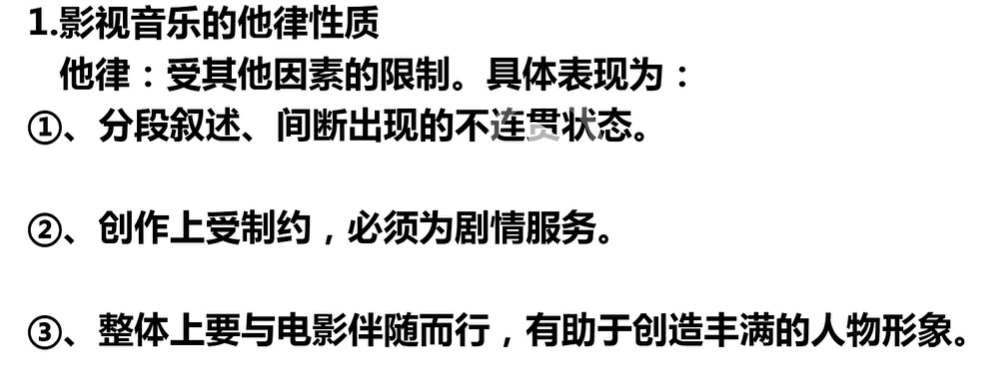 1.影视音乐的他律性质
他律：受其他因素的限制。具体表现为：
①、分段叙述、间断出现的不连贯状态。
②、创作上受制约，必须为剧情服务。
③、整体上要与电影伴随而行，有助于创造丰满的人物形象。